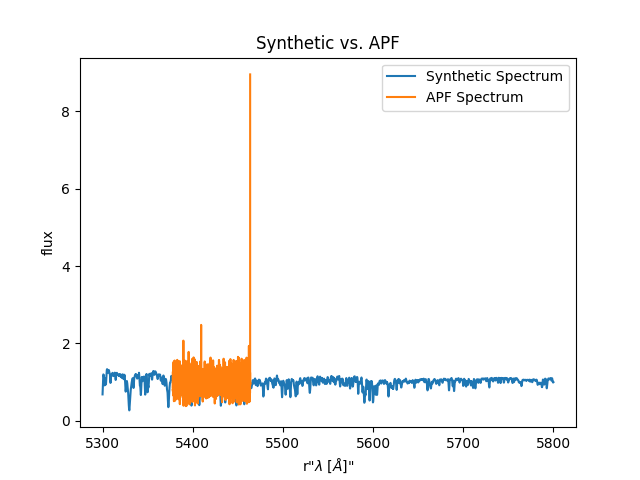 Synthetic vs. APF
Synthetic Spectrum
APF Spectrum
flux
8
6
4
2
0
5300 5400 5500 5600 5700 5800
r"λ [Å]"